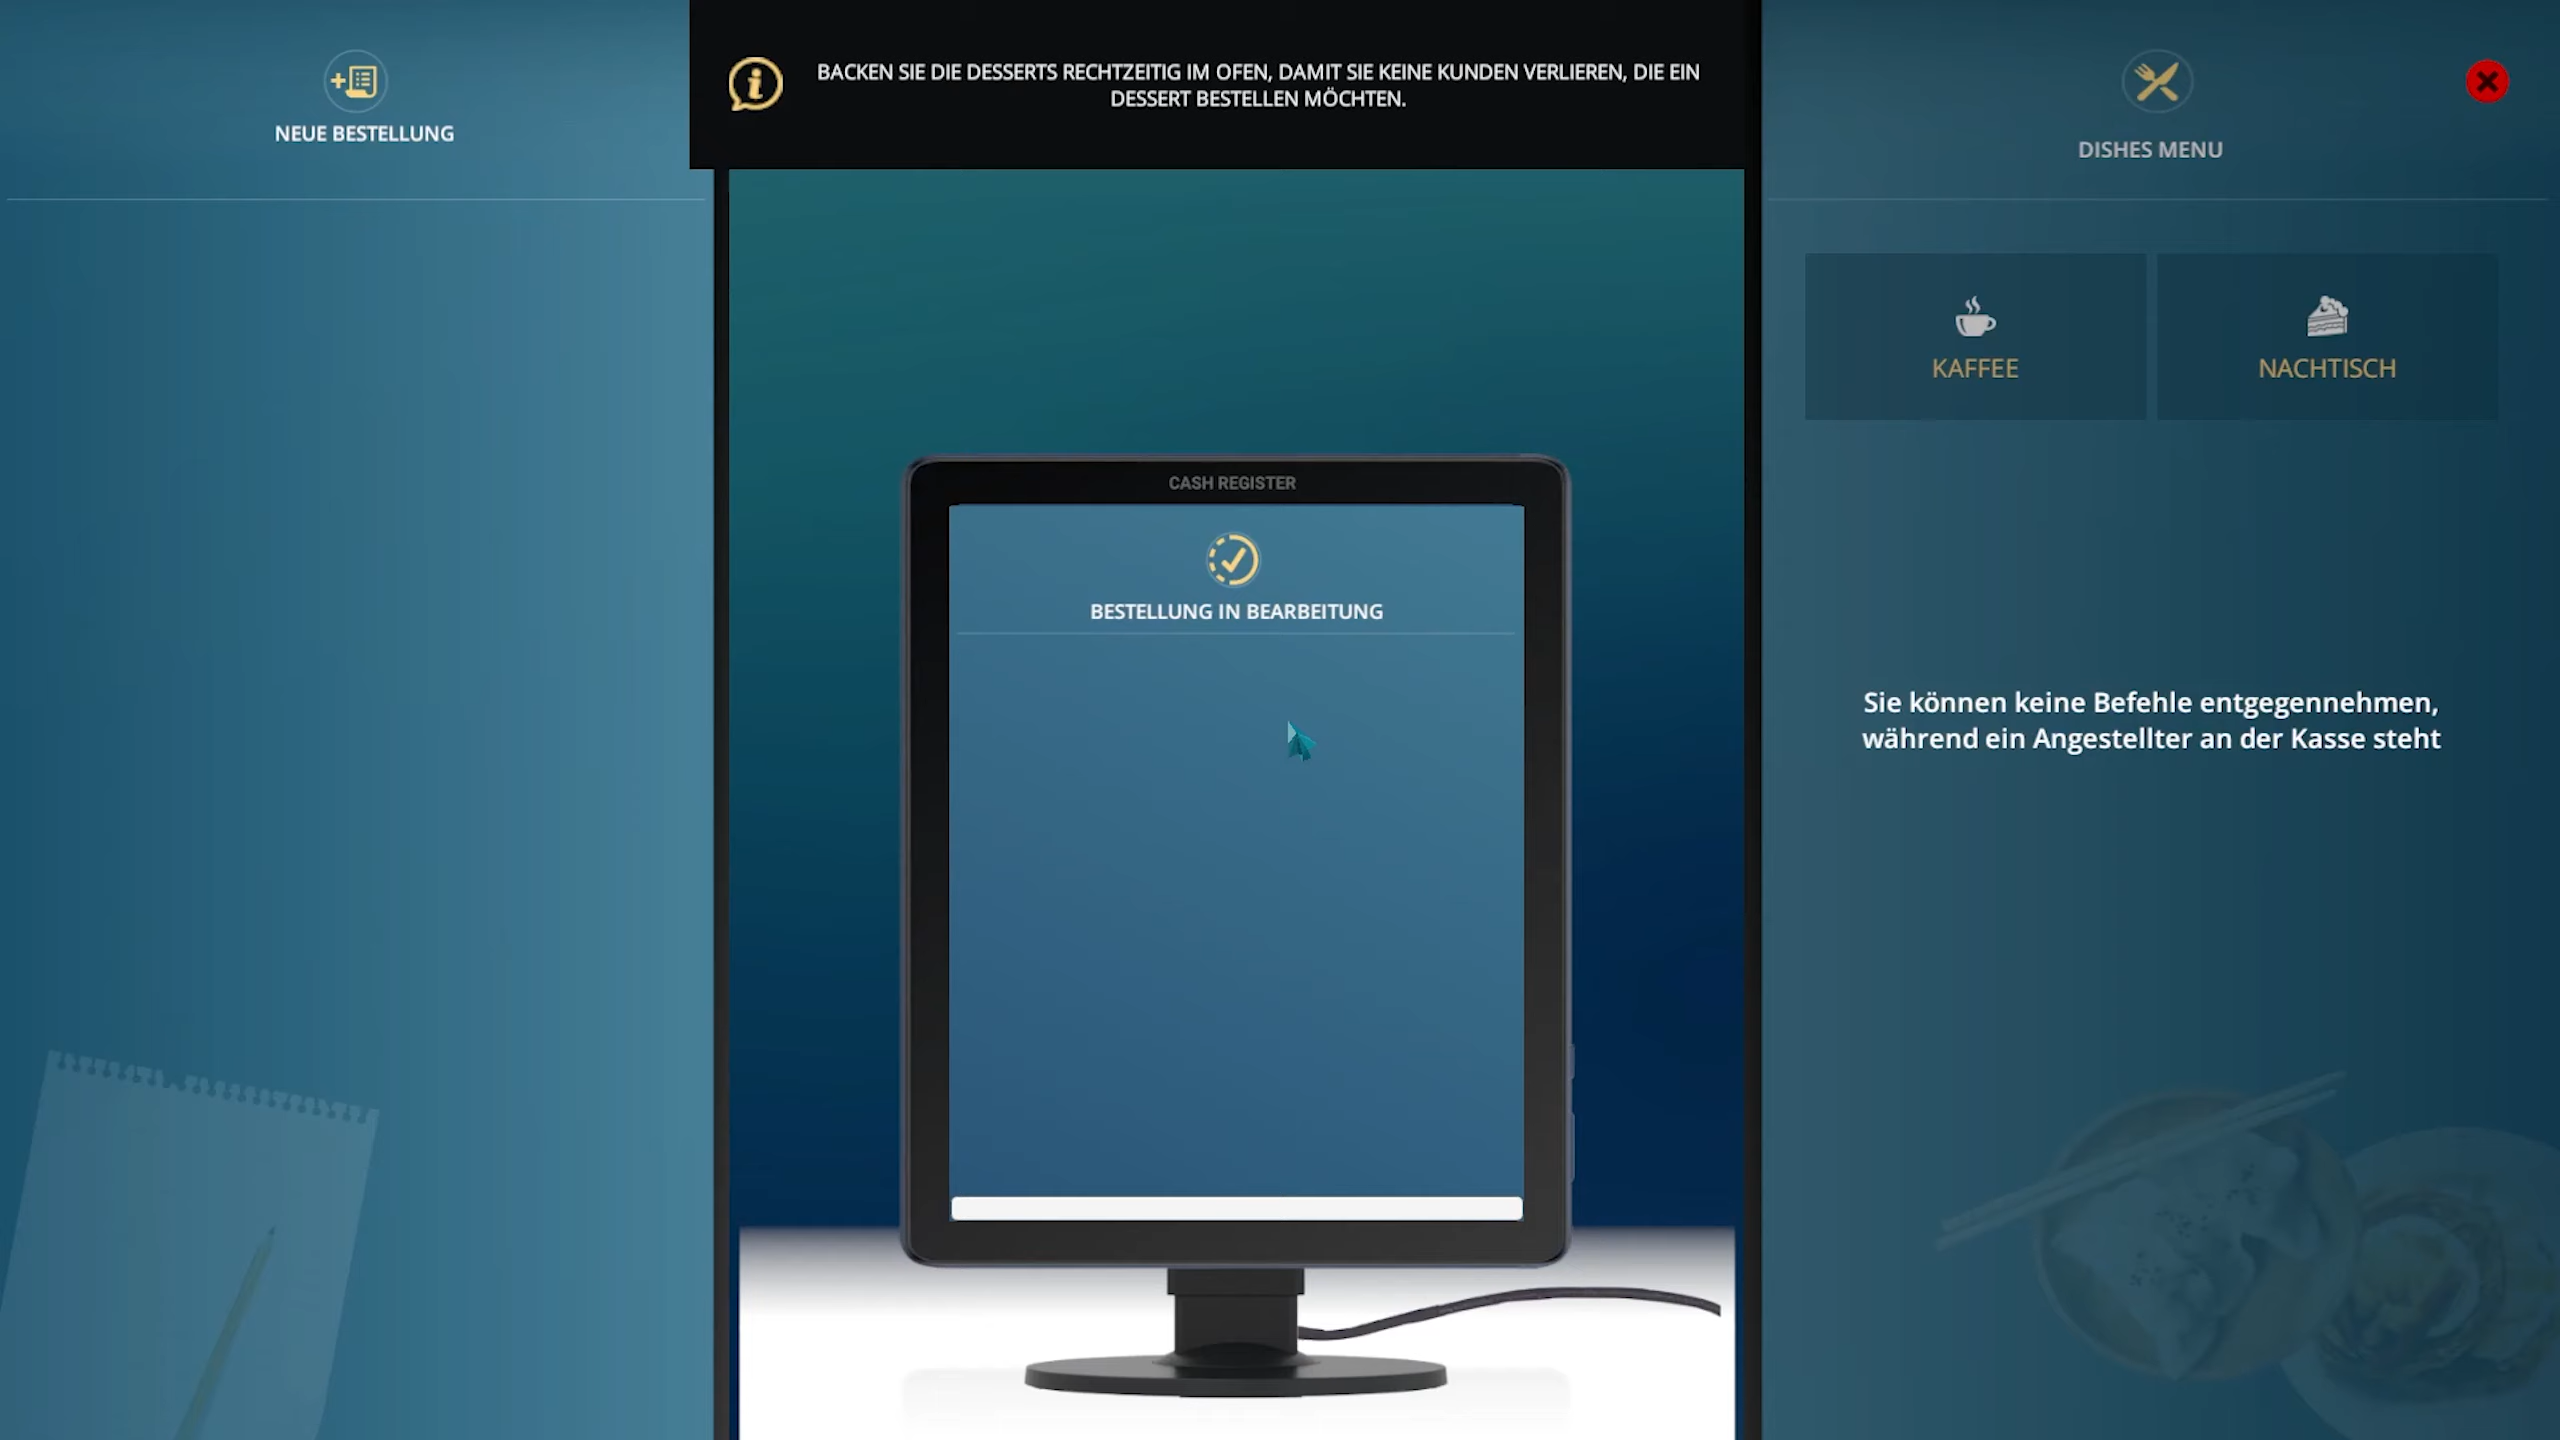 NEUE BESTELLUNG
BACKEN SIE DIE DESSERTS RECHTZEITIG IM OFEN, DAMIT SIE KEINE KUNDEN VERLIEREN, DIE EIN
DESSERT BESTELLEN MÖCHTEN.
CASH REGISTER
BESTELLUNG IN BEARBEITUNG
DISHES MENU
KAFFEE
NACHTISCH
Sie können keine Befehle entgegennehmen,
während ein Angestellter an der Kasse steht